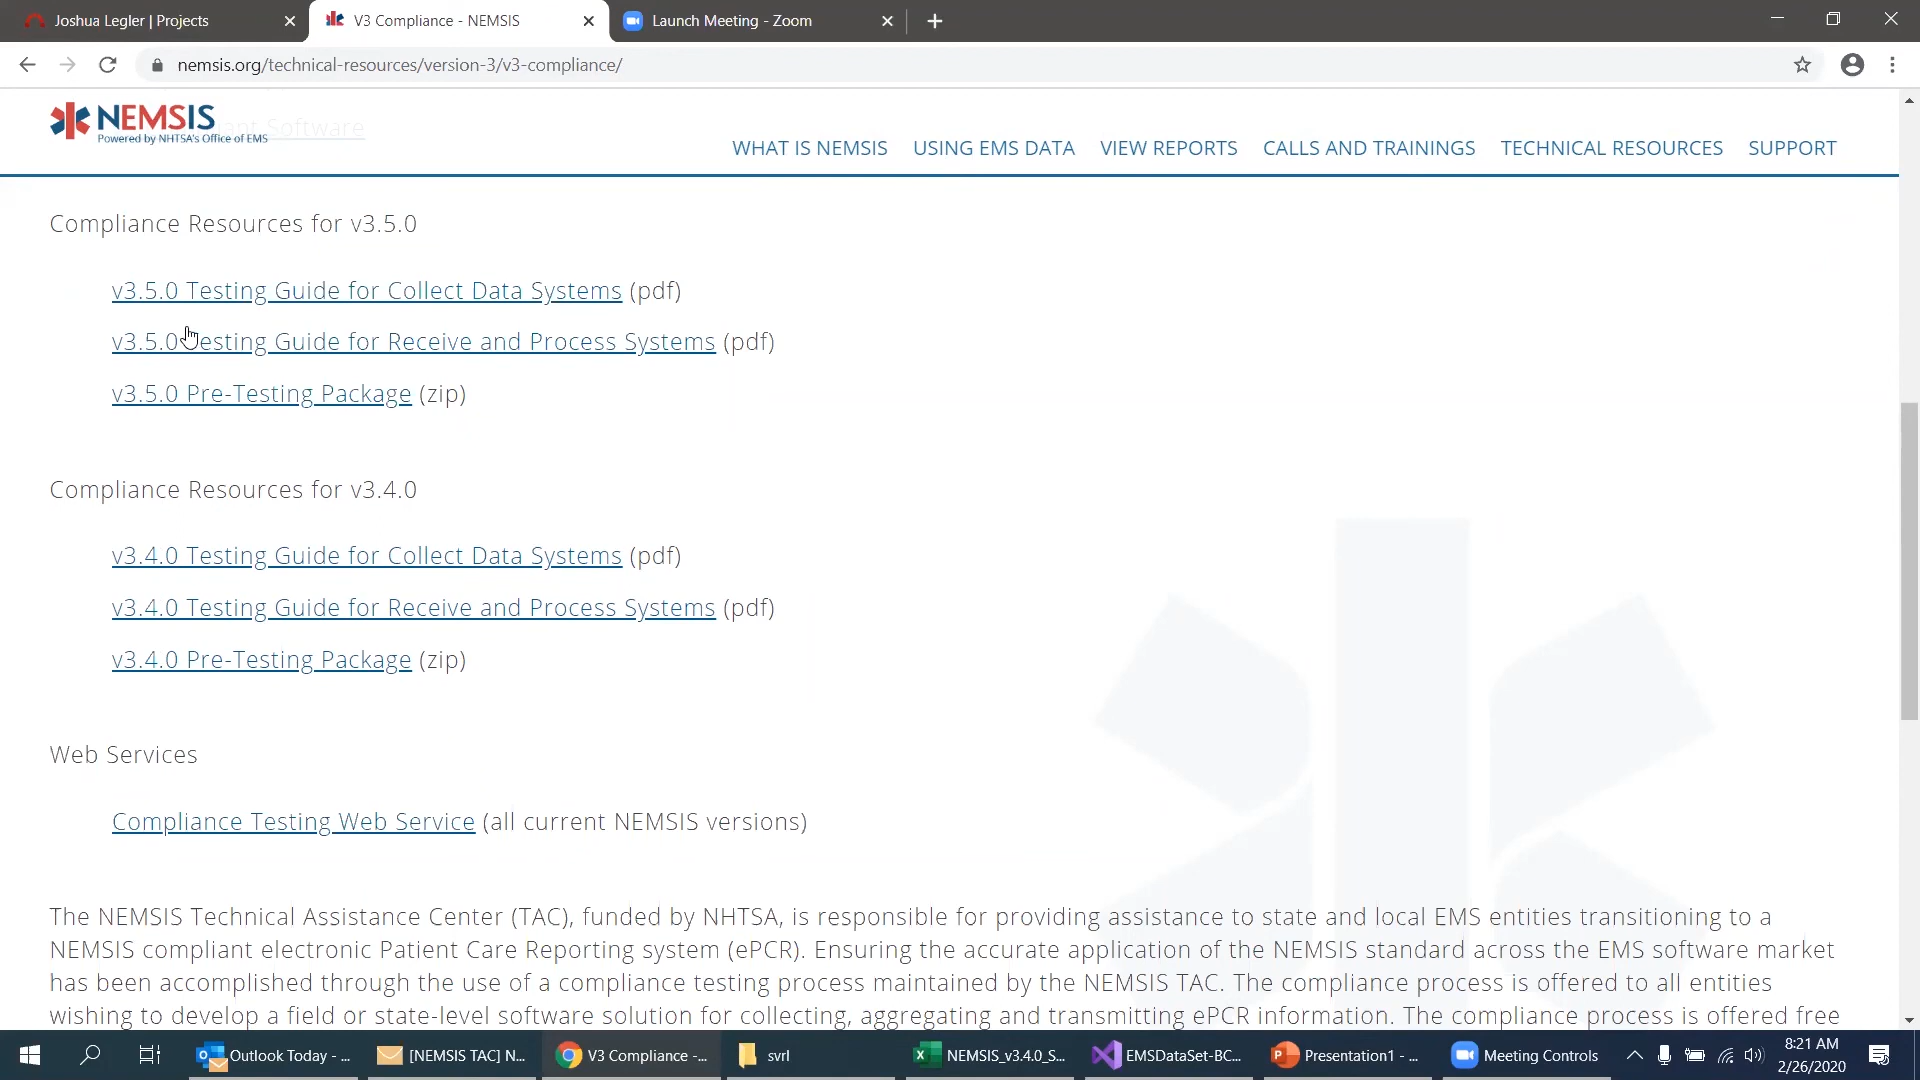 Joshua Legler | Projects
V3 Compliance - NEMSIS
Launch Meeting - Zoom
nemsis.org/technical-resources/version-3/v3-compliance/
NEMSIS
Powered by NHTSA's Office of EMS
ant Software
WHAT IS NEMSIS
USING EMS DATA
VIEW REPORTS
CALLS AND TRAININGS
TECHNICAL RESOURCES
SUPPORT
Compliance Resources for v3.5.0
v3.5.0 Testing Guide for Collect Data Systems (pdf)
v3.5.0 Testing Guide for Receive and Process Systems (pdf)
v3.5.0 Pre-Testing Package (zip)
Compliance Resources for v3.4.0
v3.4.0 Testing Guide for Collect Data Systems (pdf)
v3.4.0 Testing Guide for Receive and Process Systems (pdf)
v3.4.0 Pre-Testing Package (zip)
Web Services
Compliance Testing Web Service (all current NEMSIS versions)
The NEMSIS Technical Assistance Center (TAC), funded by NHTSA, is responsible for providing assistance to state and local EMS entities transitioning to a
NEMSIS compliant electronic Patient Care Reporting system (ePCR). Ensuring the accurate application of the NEMSIS standard across the EMS software market
has been accomplished through the use of a compliance testing process maintained by the NEMSIS TAC. The compliance process is offered to all entities
wishing to develop a field or state-level software solution for collecting, aggregating and transmitting ePCR information. The compliance process is offered free
Outlook Today - ...
[NEMSIS TAC] N...
V3 Compliance -...
svrl
NEMSIS_v3.4.0_S...
EMSDataSet-BC...
Presentation1 - ...
Meeting Controls
8:21 AM
2/26/2020